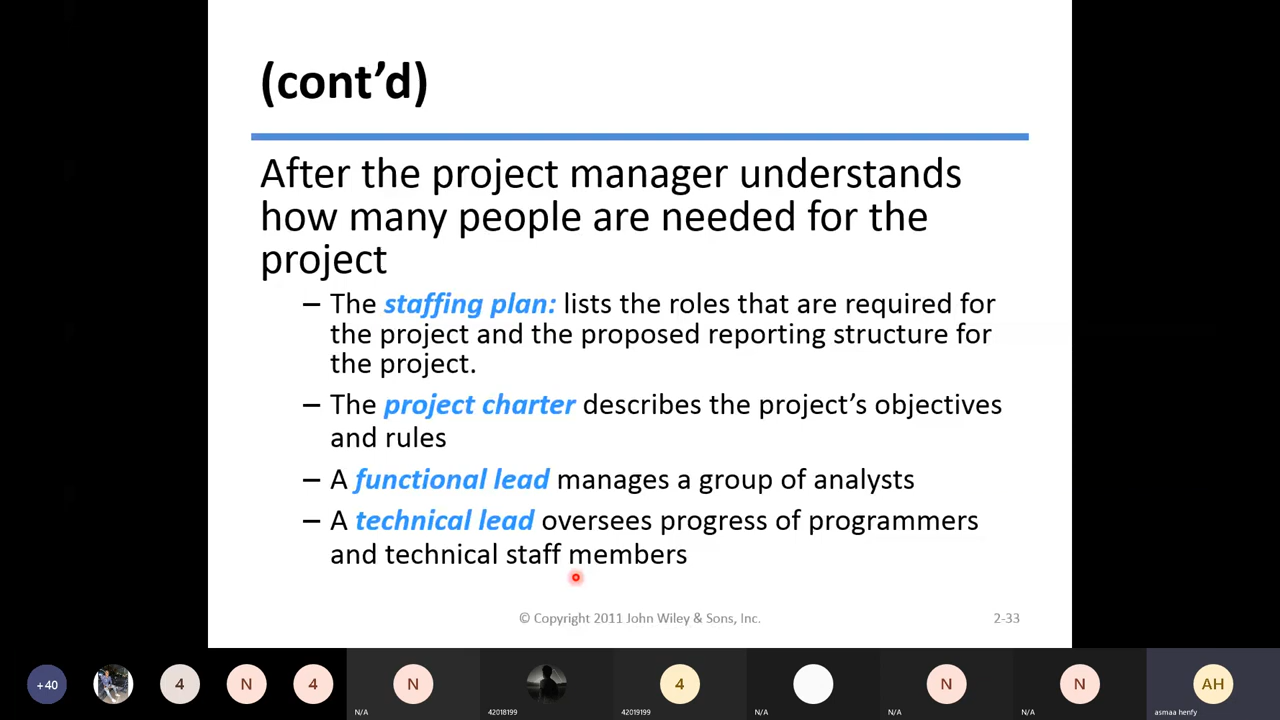 (cont’d)
After the project manager understands
how many people are needed for the
project
– The staffing plan: lists the roles that are required for
the project and the proposed reporting structure for
the project.
– The project charter describes the project’s objectives
and rules
– A functional lead manages a group of analysts
– A technical lead oversees progress of programmers
and technical staff members
© Copyright 2011 John Wiley & Sons, Inc.
2-33
+40
4
N
4
N
4
N
N
AH
N/A
42018199
42019199
N/A
N/A
N/A
asmaa henfy